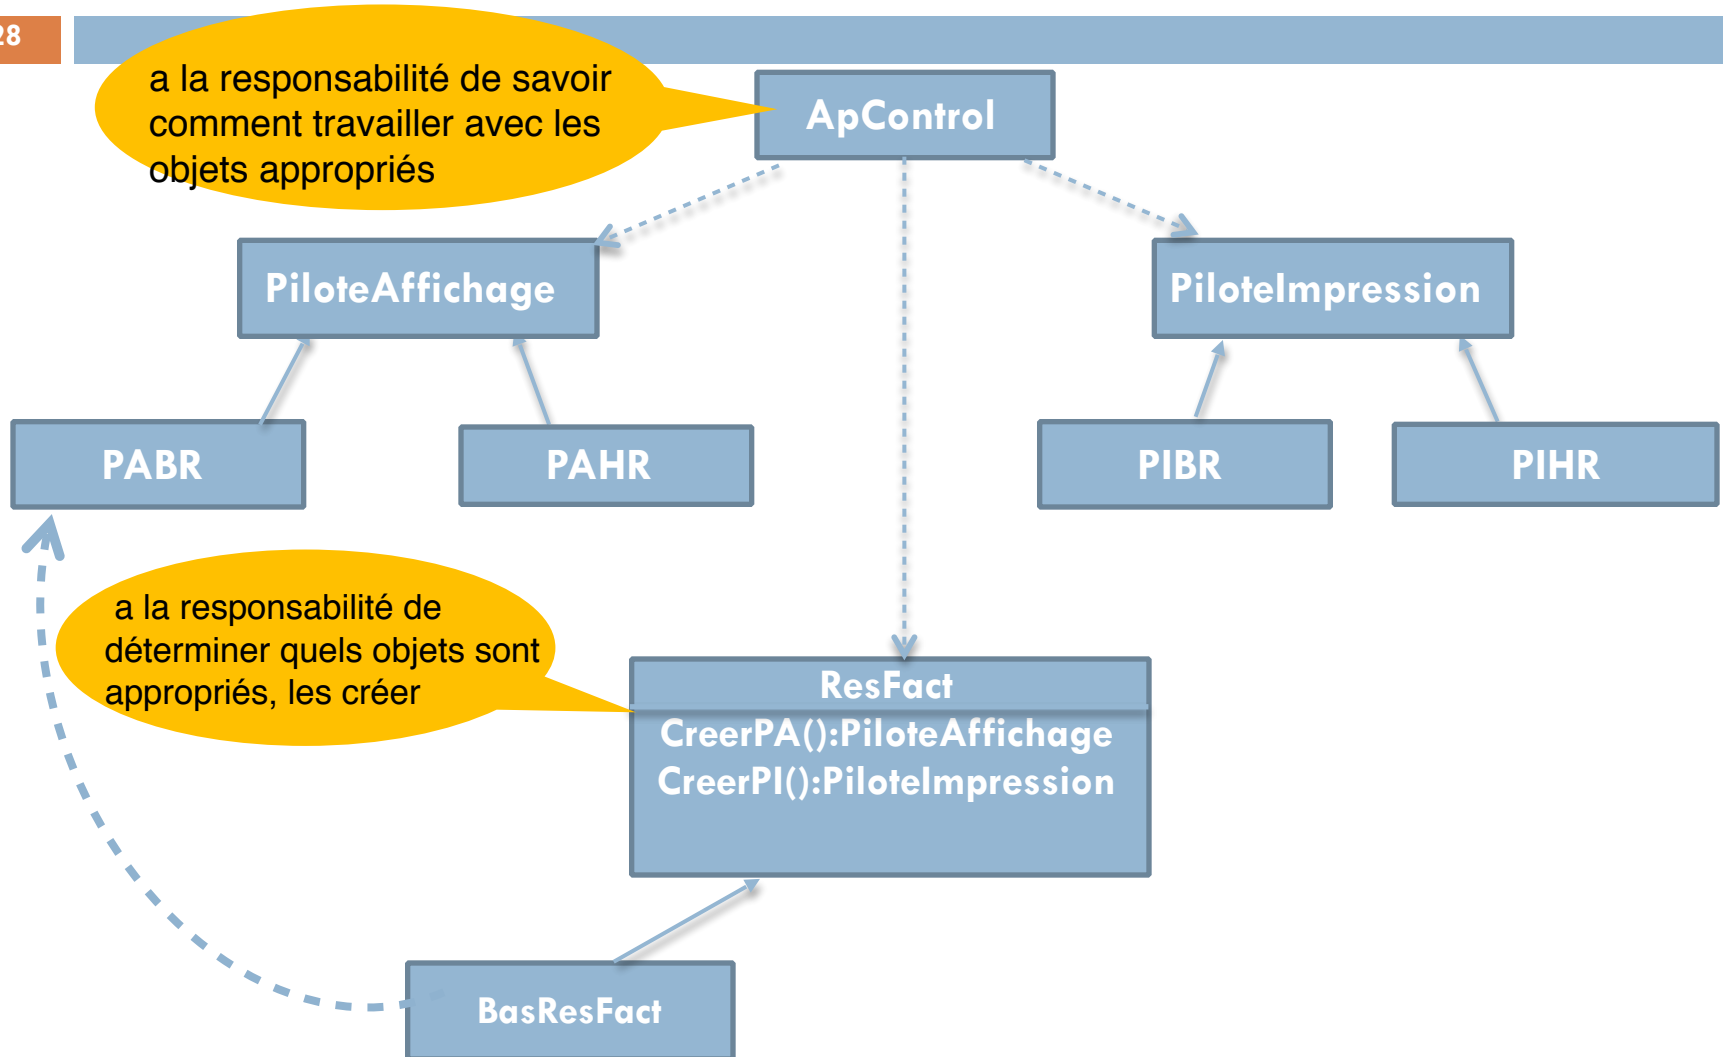 28
a la responsabilité de savoir
comment travailler avec les
objets appropriés
ApControl
PiloteAffichage
PiloteImpression
PABR
PAHR
PIBR
PIHR
a la responsabilité de
déterminer quels objets sont
appropriés, les créer
ResFact
CreerPA():PiloteAffichage
CreerPI():PiloteImpression
BasResFact